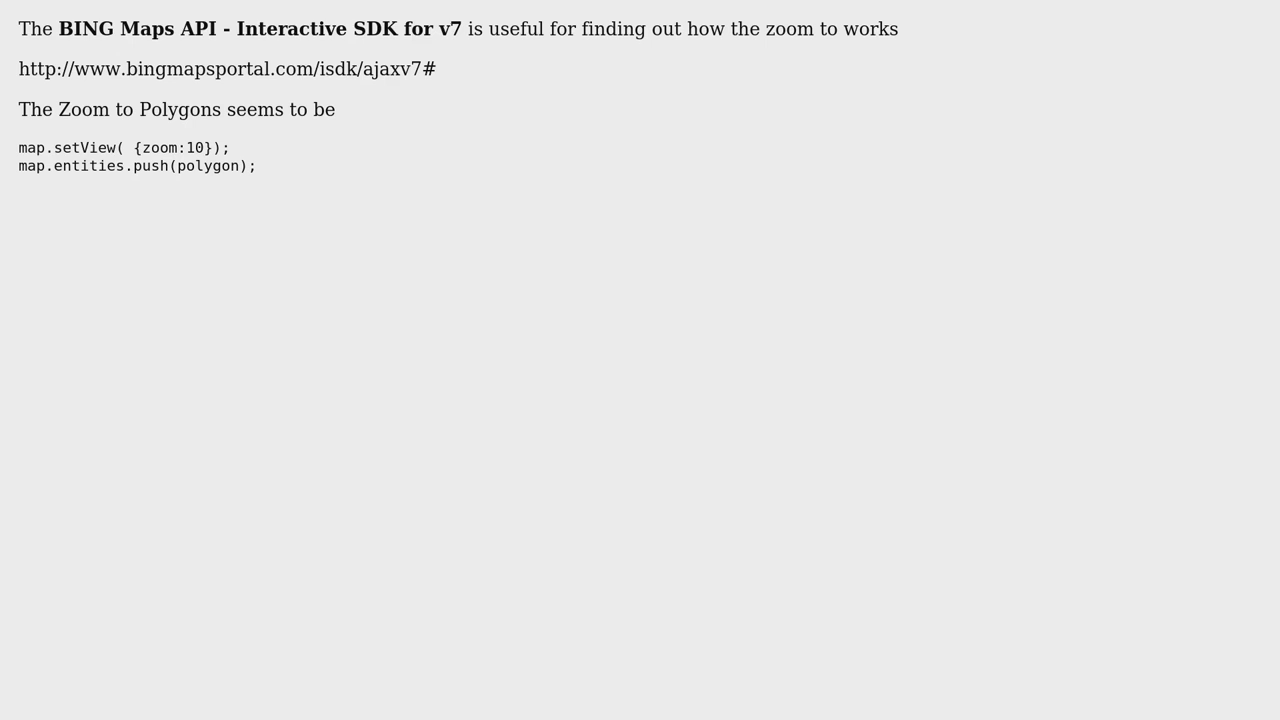 The BING Maps API - Interactive SDK for v7 is useful for finding out how the zoom to works
http://www.bingmapsportal.com/isdk/ajaxv7#
The Zoom to Polygons seems to be
map.setView( {zoom:10});
map.entities.push(polygon);